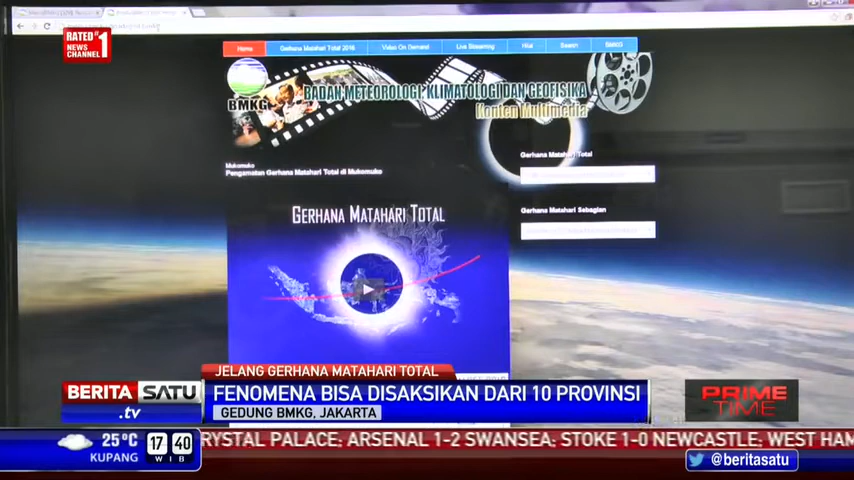 RATED #1
NEWS
CHANNEL
Home
Gerhana Matahari Total 2016
Video On Demand
Live Streaming
Hilal
Search
BMKG
BMKG
BADAN METEOROLOGI, KLIMATOLOGI DAN GEOFISIKA
Konten Multimedia
Mukomuko
Pengamatan Gerhana Matahari Total di Mukomuko
Gerhana Matahari Total
Gerhana Matahari Sebagian
GERHANA MATAHARI TOTAL
JELANG GERHANA MATAHARI TOTAL
BERITA SATU .tv
FENOMENA BISA DISAKSIKAN DARI 10 PROVINSI
GEDUNG BMKG, JAKARTA
PRIME TIME
25°C
KUPANG
17 40
WIB
RYSTAL PALACE; ARSENAL 1-2 SWANSEA; STOKE 1-0 NEWCASTLE; WEST HAM
@beritasatu